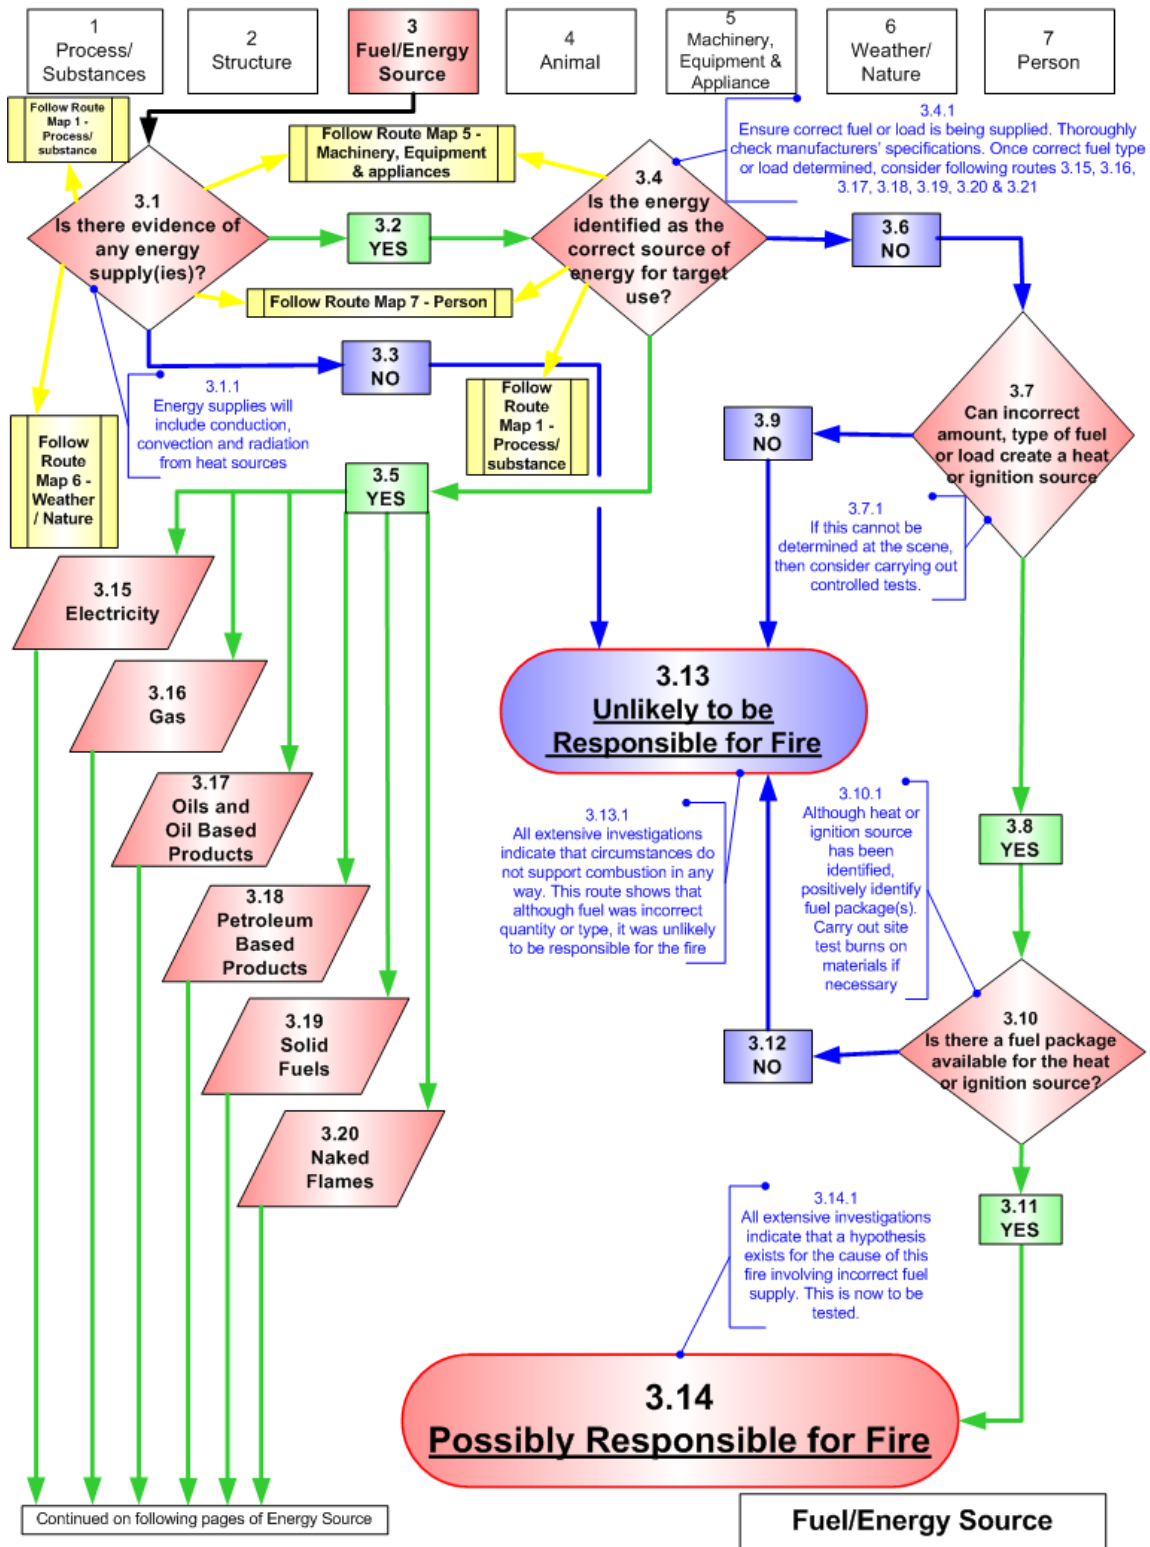 1
Process/
Substances
2
Structure
3
Fuel/Energy
Source
4
Animal
5
Machinery,
Equipment &
Appliance
6
Weather/
Nature
7
Person
Follow Route
Map 1 -
Process/
substance
Follow Route Map 5 -
Machinery, Equipment
& appliances
3.4.1
Ensure correct fuel or load is being supplied. Thoroughly
check manufacturers' specifications. Once correct fuel type
or load determined, consider following routes 3.15, 3.16,
3.17, 3.18, 3.19, 3.20 & 3.21
3.1
Is there evidence of
any energy
supply(ies)?
3.2
YES
3.4
Is the energy
identified as the
correct source of
energy for target
use?
3.6
NO
Follow Route Map 7 - Person
3.3
NO
3.1.1
Energy supplies will
include conduction,
convection and radiation
from heat sources
Follow
Route
Map 1 -
Process/
substance
3.7
Can incorrect
amount, type of fuel
or load create a heat
or ignition source
3.9
NO
Follow
Route
Map 6 -
Weather
/ Nature
3.5
YES
3.7.1
If this cannot be
determined at the scene,
then consider carrying out
controlled tests.
3.15
Electricity
3.16
Gas
3.13
Unlikely to be
Responsible for Fire
3.17
Oils and
Oil Based
Products
3.13.1
All extensive investigations
indicate that circumstances do
not support combustion in any
way. This route shows that
although fuel was incorrect
quantity or type, it was unlikely
to be responsible for the fire
3.10.1
Although heat or
ignition source
has been
identified,
positively identify
fuel package(s).
Carry out site
test burns on
materials if
necessary
3.8
YES
3.18
Petroleum
Based
Products
3.19
Solid
Fuels
3.12
NO
3.10
Is there a fuel package
available for the heat
or ignition source?
3.20
Naked
Flames
3.14.1
All extensive investigations
indicate that a hypothesis
exists for the cause of this
fire involving incorrect fuel
supply. This is now to be
tested.
3.11
YES
3.14
Possibly Responsible for Fire
Continued on following pages of Energy Source
Fuel/Energy Source